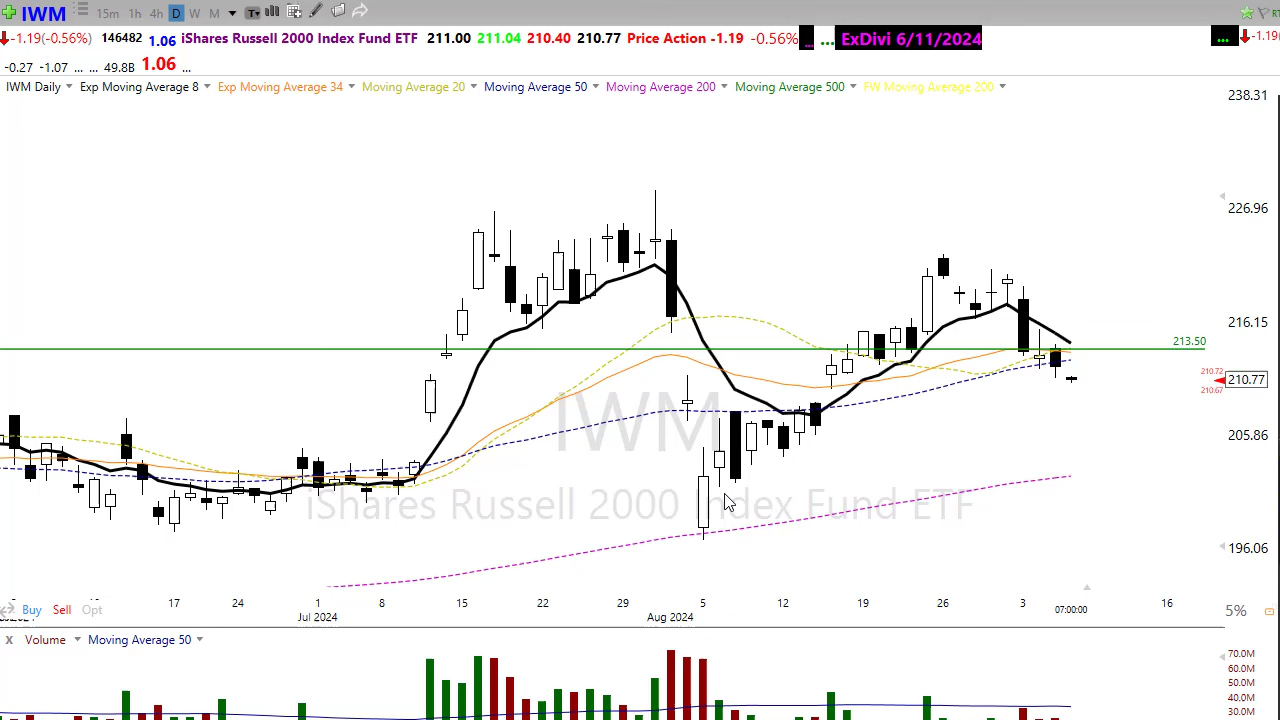 IWM 15m 1h 4h D W M T
-1.19(-0.56%) 146482 1.06 iShares Russell 2000 Index Fund ETF 211.00 211.04 210.40 210.77 Price Action -1.19 -0.56% ... ... ExDivi 6/11/2024 ... -1.19(
-0.27 -1.07 ... ... 49.8B 1.06 ...
IWM Daily Exp Moving Average 8 Exp Moving Average 34 Moving Average 20 Moving Average 50 Moving Average 200 Moving Average 500 FW Moving Average 200
238.31
226.96
216.15
213.50
210.72
210.77
210.67
205.86
196.06
IWM
iShares Russell 2000 Index Fund ETF
17 24 1 8 15 22 29 5 12 19 26 3 16
Buy Sell Opt 07:00:00 5%
Jul 2024 Aug 2024
X Volume Moving Average 50
70.0M
60.0M
50.0M
40.0M
30.0M